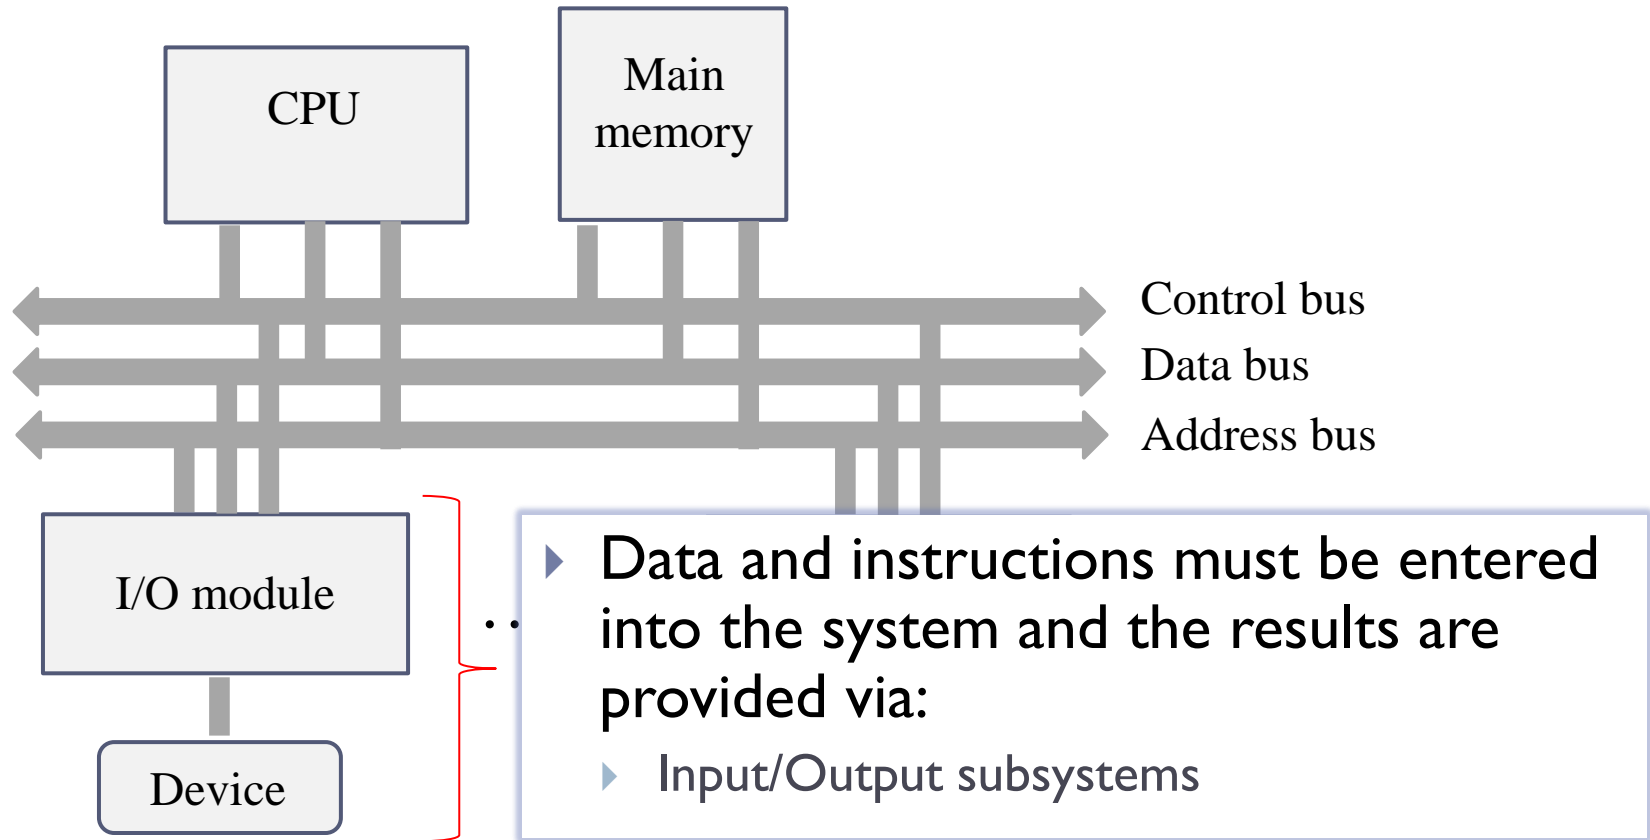 CPU
Main
memory
Control bus
Data bus
Address bus
I/O module
..
Device
Data and instructions must be entered
into the system and the results are
provided via:
Input/Output subsystems